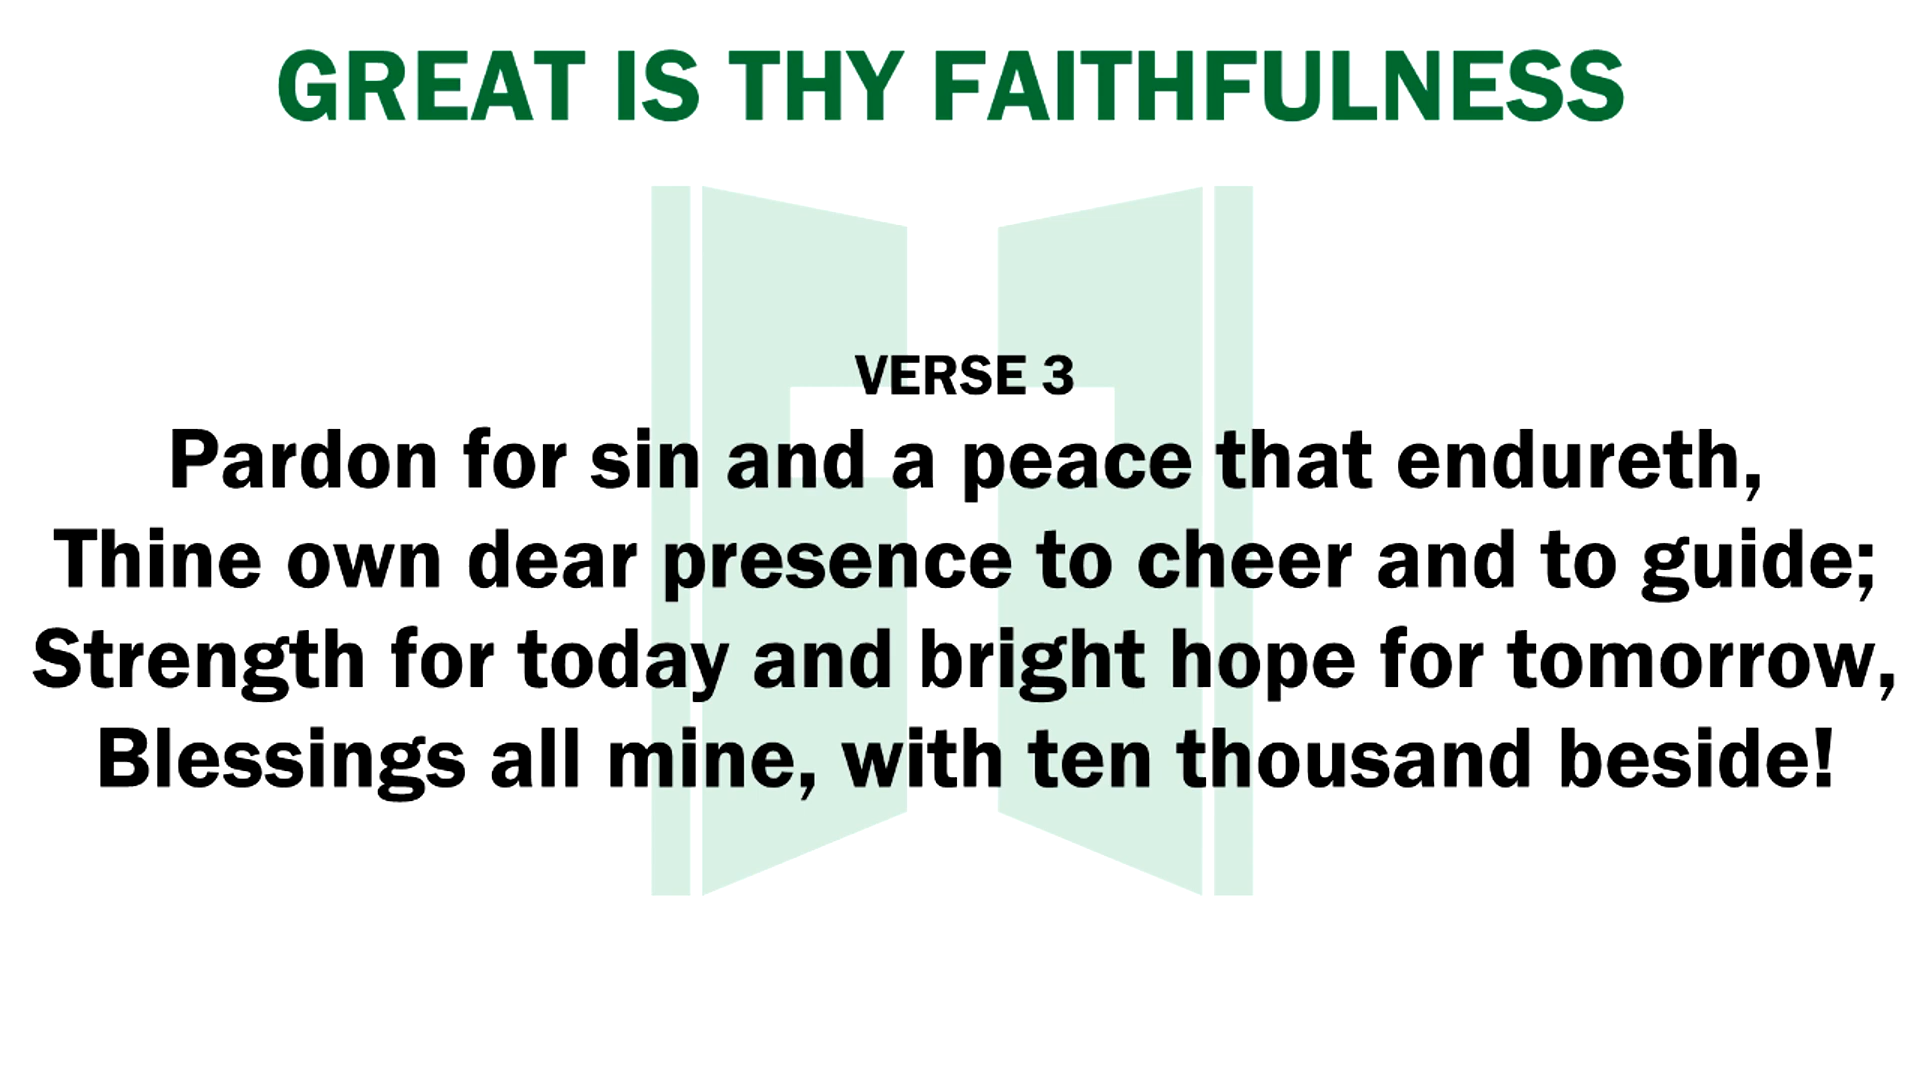 GREAT IS THY FAITHFULNESS
VERSE 3
Pardon for sin and a peace that endureth,
Thine own dear presence to cheer and to guide;
Strength for today and bright hope for tomorrow,
Blessings all mine, with ten thousand beside!